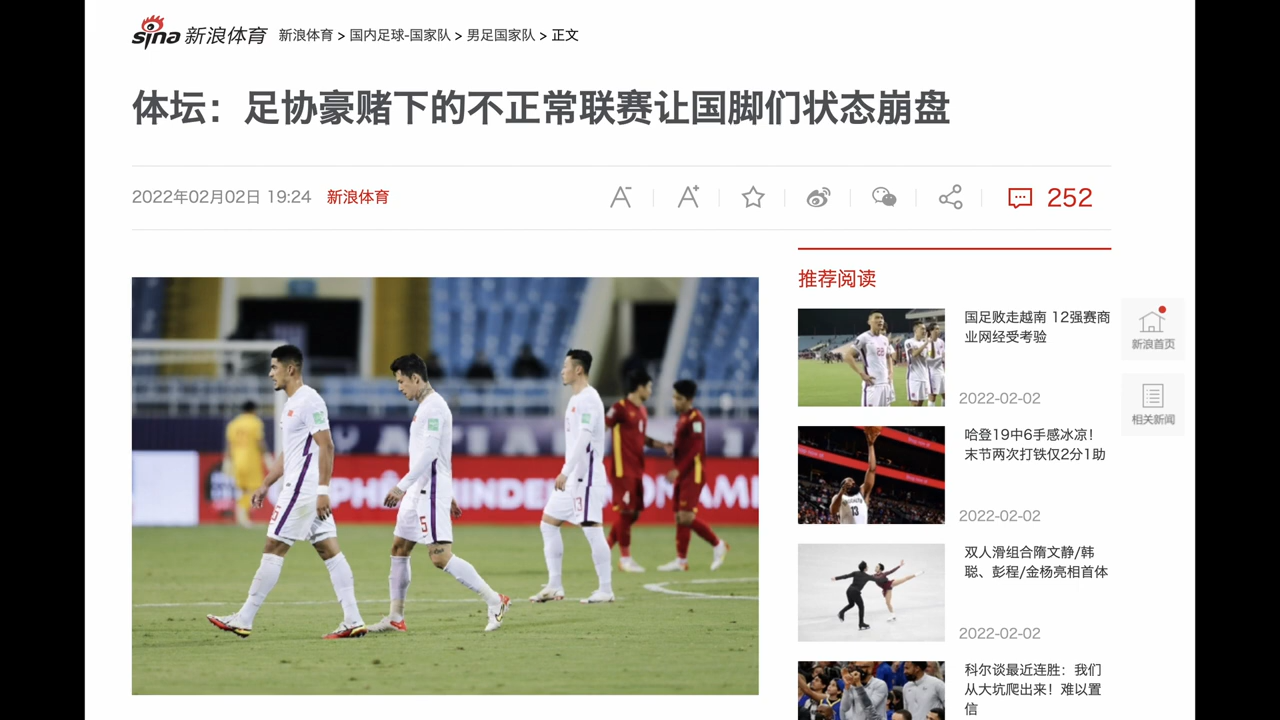 sina 新浪体育 新浪体育 > 国内足球-国家队 > 男足国家队 > 正文
体坛：足协豪赌下的不正常联赛让国脚们状态崩盘
2022年02月02日 19:24 新浪体育
A- A+ 252
推荐阅读
国足败走越南 12强赛商
业网经受考验
2022-02-02
哈登19中6手感冰凉！
末节两次打铁仅2分1助
2022-02-02
双人滑组合隋文静/韩
聪、彭程/金杨亮相首体
2022-02-02
科尔谈最近连胜：我们
从大坑爬出来！难以置
信
新浪首页
相关新闻
5
13
13